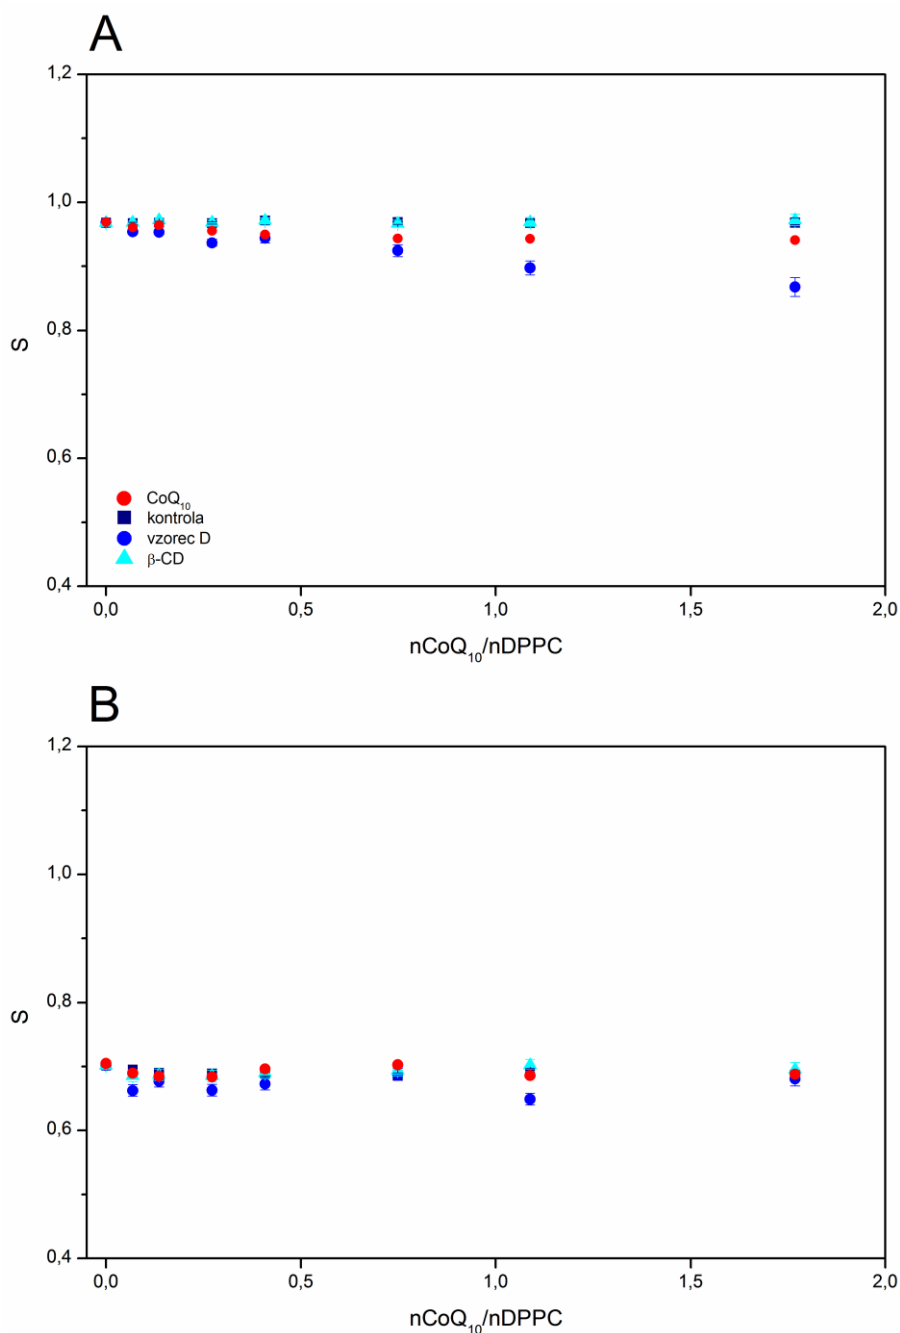 A
1,2
1,0
0,8
0,6
0,4
S
CoQ₁₀
kontrola
vzorec D
β-CD
0,0 0,5 1,0 1,5 2,0
nCoQ₁₀/nDPPC
B
1,2
1,0
0,8
0,6
0,4
S
0,0 0,5 1,0 1,5 2,0
nCoQ₁₀/nDPPC